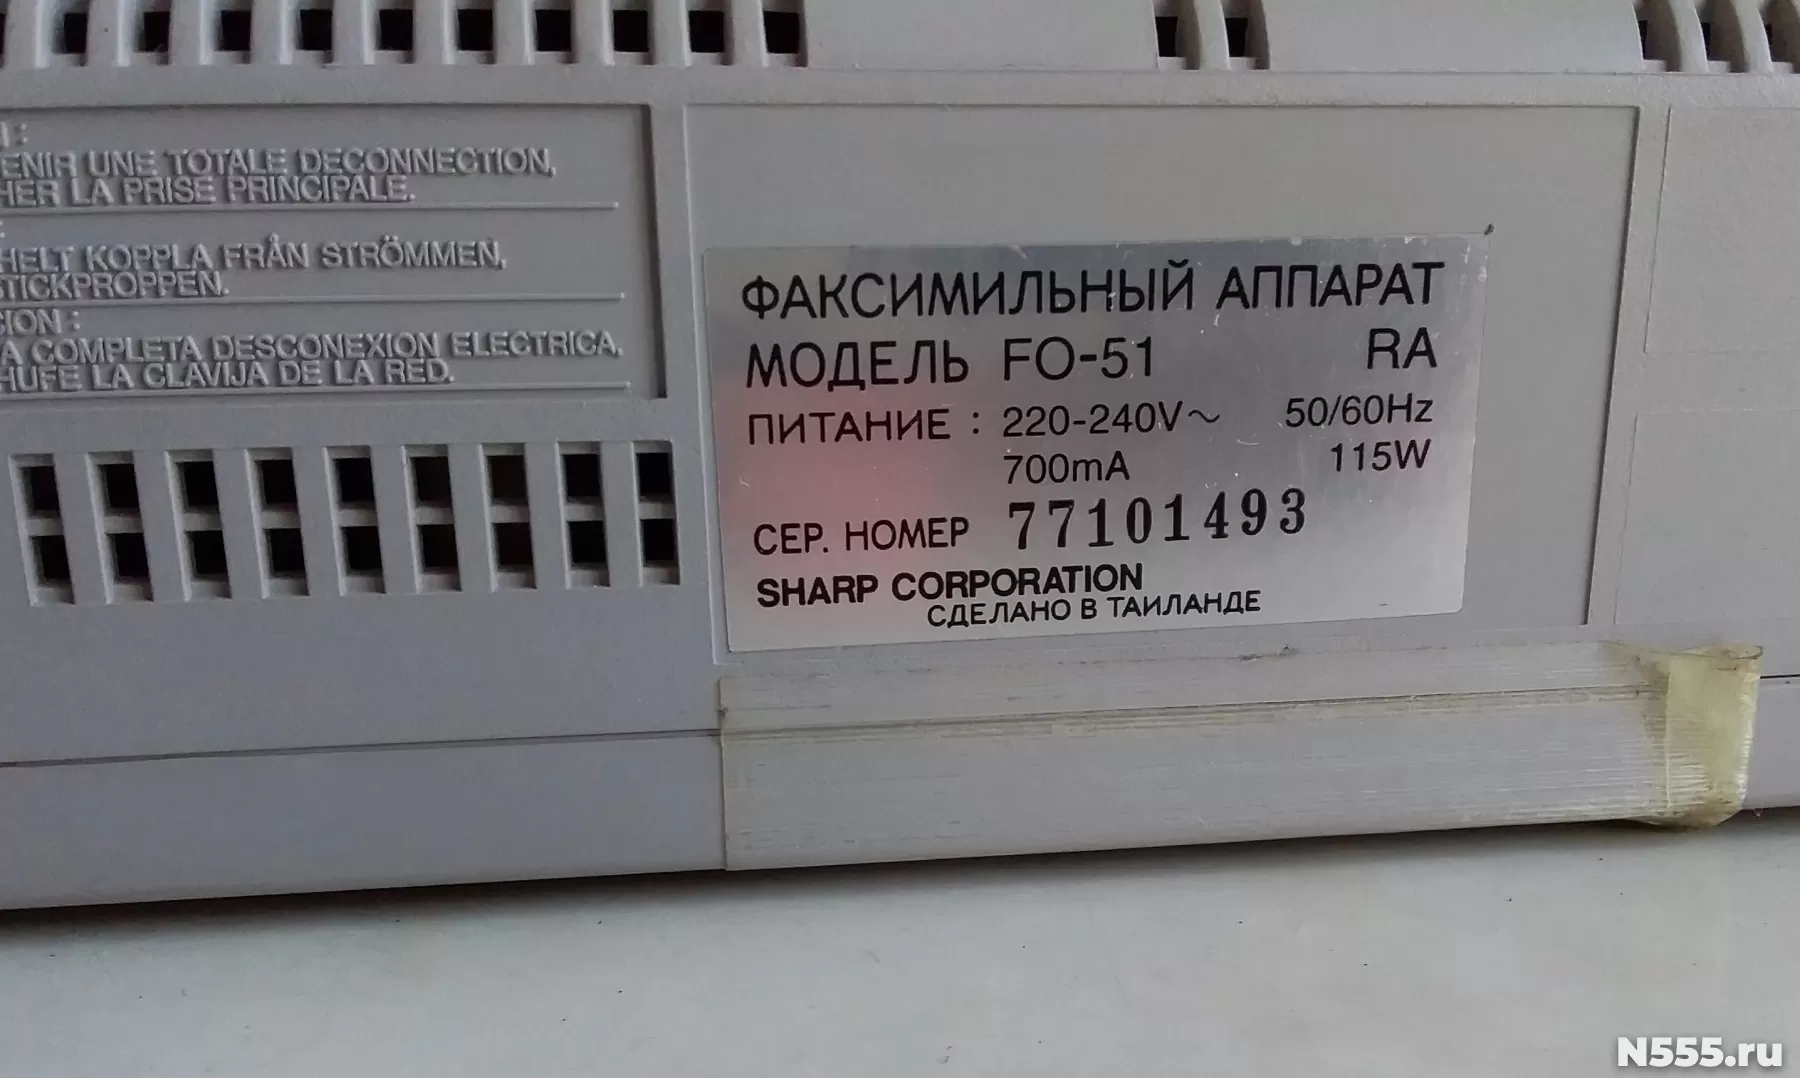 ENIR UNE TOTALE DECONNECTION,
HER LA PRISE PRINCIPALE.
HELT KOPPLA FRÅN STRÖMMEN,
STICKPROPPEN.
SION:
A COMPLETA DESCONEXION ELECTRICA,
HUFE LA CLAVIJA DE LA RED.
ФАКСИМИЛЬНЫЙ АППАРАТ
МОДЕЛЬ FO-51 RA
ПИТАНИЕ : 220-240V~ 50/60Hz
700mA 115W
СЕР. НОМЕР 77101493
SHARP CORPORATION
СДЕЛАНО В ТАИЛАНДЕ
N555.ru